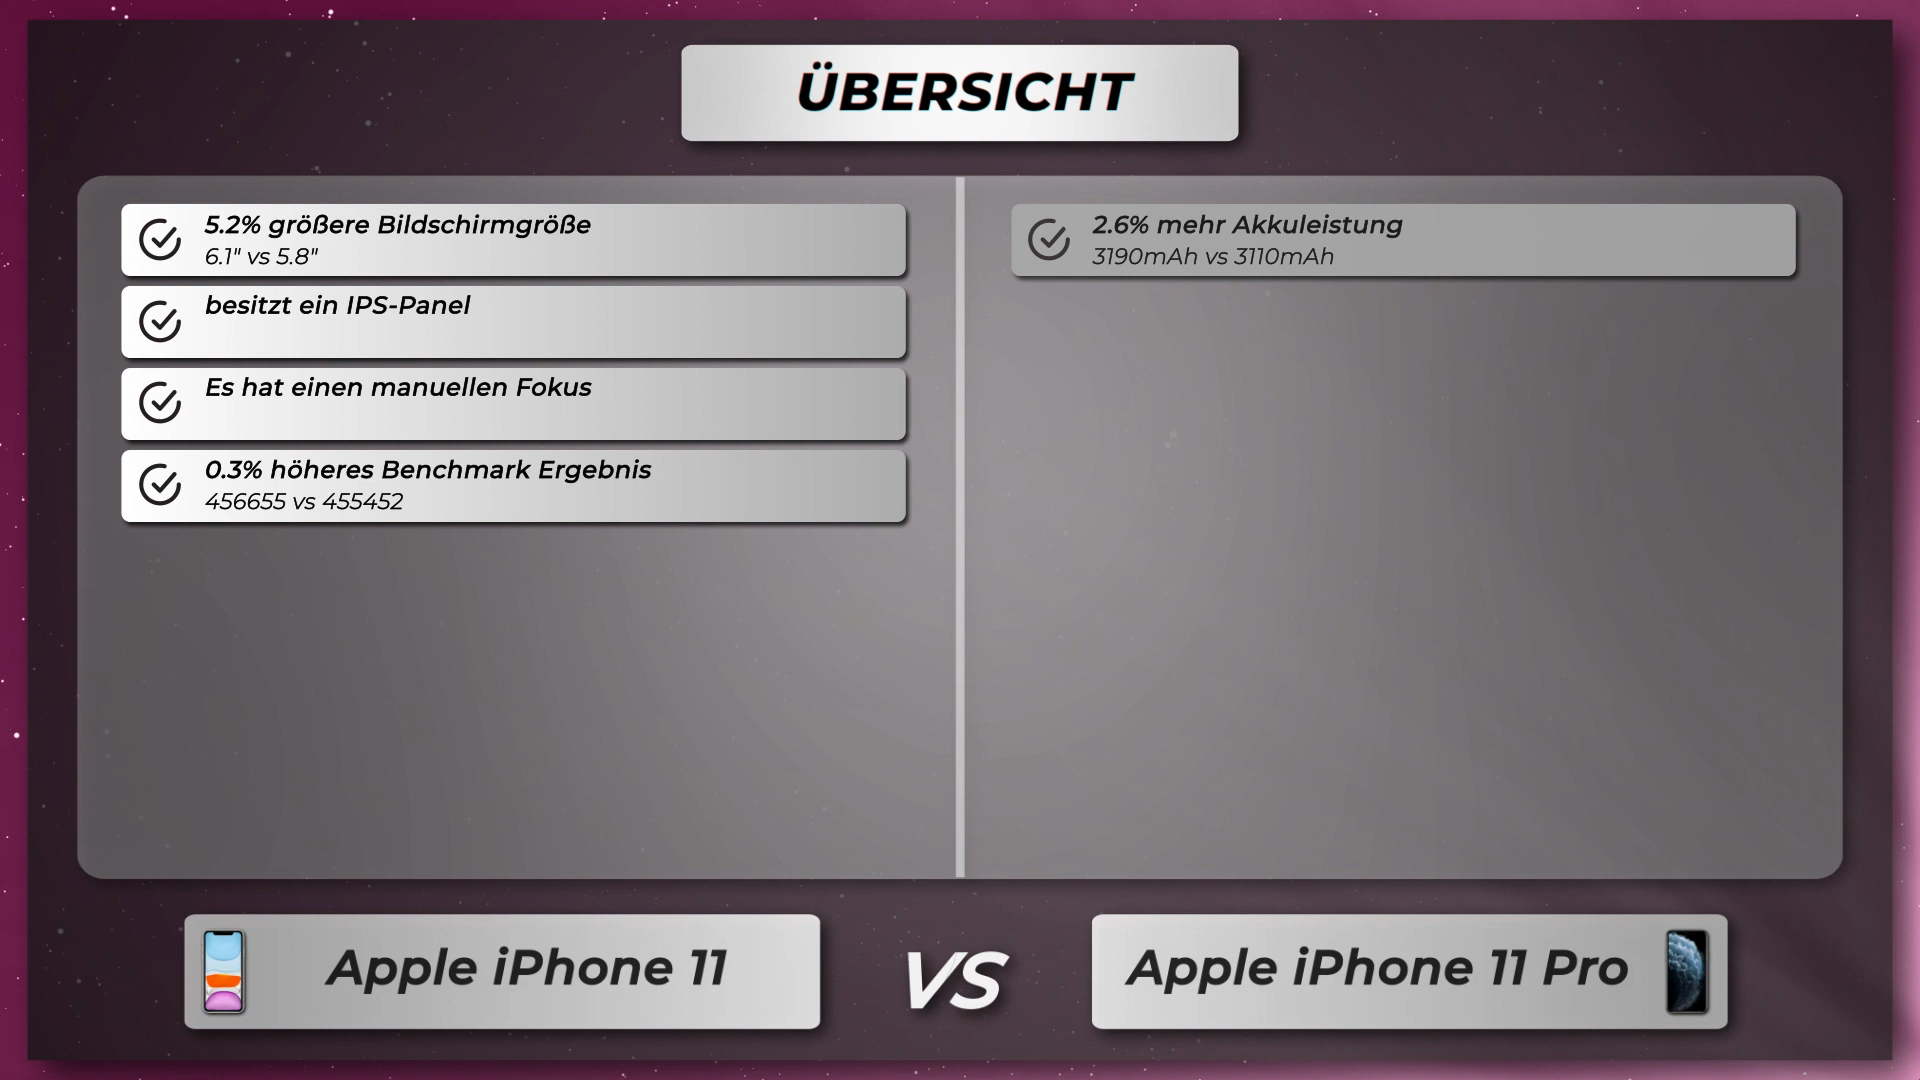 ÜBERSICHT
5.2% größere Bildschirmgröße
6.1" vs 5.8"
besitzt ein IPS-Panel
Es hat einen manuellen Fokus
0.3% höheres Benchmark Ergebnis
456655 vs 455452
2.6% mehr Akkuleistung
3190mAh vs 3110mAh
Apple iPhone 11
VS
Apple iPhone 11 Pro